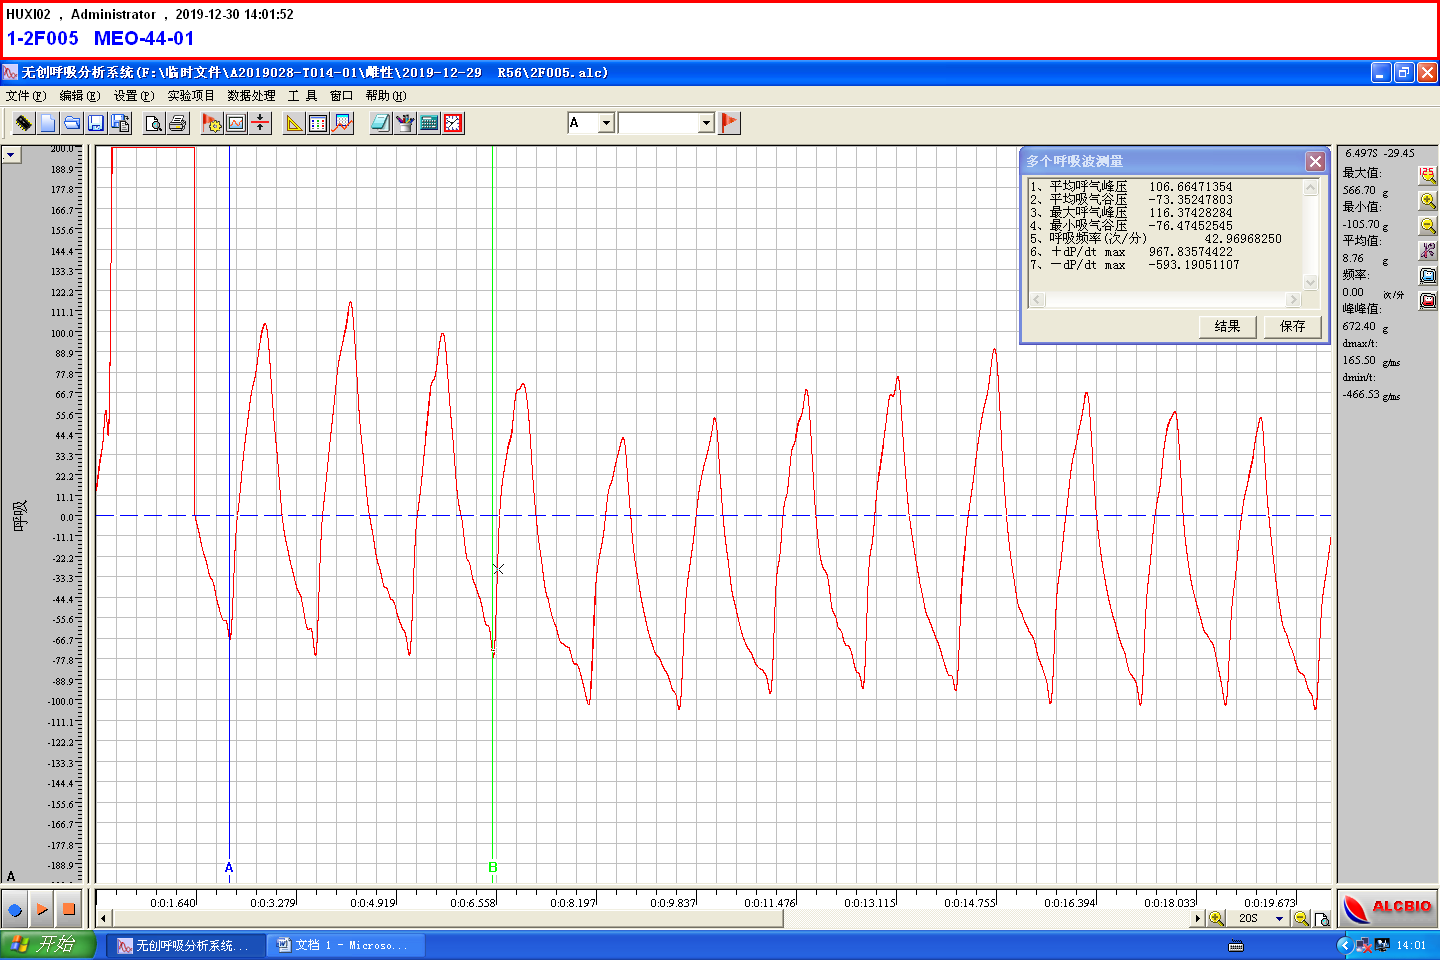 HUXI02 , Administrator , 2019-12-30 14:01:52
1-2F005 MEO-44-01
无创呼吸分析系统(F:\临时文件\A2019028-T014-01\雌性\2019-12-29 R56\2F005.alc)
文件(F) 编辑(E) 设置(P) 实验项目 数据处理 工 具 窗口 帮助(H)
A
200.0
188.9
177.8
166.7
155.6
144.4
133.3
122.2
111.1
100.0
88.9
77.8
66.7
55.6
44.4
33.3
22.2
11.1
0.0
-11.1
-22.2
-33.3
-44.4
-55.6
-66.7
-77.8
-88.9
-100.0
-111.1
-122.2
-133.3
-144.4
-155.6
-166.7
-177.8
-188.9
呼吸
A
A
B
多个呼吸波测量
1、平均呼气峰压 106.66471354
2、平均吸气谷压 -73.35247803
3、最大呼气峰压 116.37428284
4、最小吸气谷压 -76.47452545
5、呼吸频率(次/分) 42.96968250
6、＋dP/dt max 967.83574422
7、－dP/dt max -593.19051107
结果 保存
6.497S -29.45
最大值:
566.70 g
最小值:
-105.70 g
平均值:
8.76 g
频率:
0.00 次/分
峰峰值:
672.40 g
dmax/t:
165.50 g/ms
dmin/t:
-466.53 g/ms
125
0:0:1.640 0:0:3.279 0:0:4.919 0:0:6.558 0:0:8.197 0:0:9.837 0:0:11.476 0:0:13.115 0:0:14.755 0:0:16.394 0:0:18.033 0:0:19.673
20S
ALCBIO
开始 无创呼吸分析系统... 文档 1 - Microso... 14:01